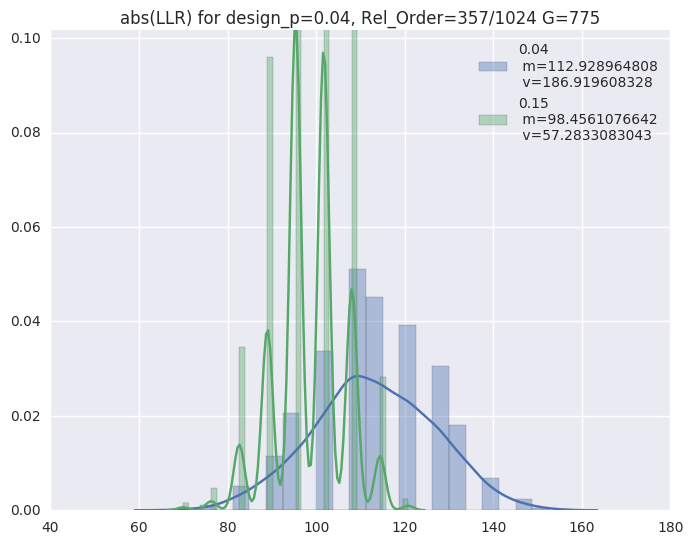 abs(LLR) for design_p=0.04, Rel_Order=357/1024 G=775
0.10
0.08
0.06
0.04
0.02
0.00
0.04
m=112.928964808
v=186.919608328
0.15
m=98.4561076642
v=57.2833083043
40 60 80 100 120 140 160 180